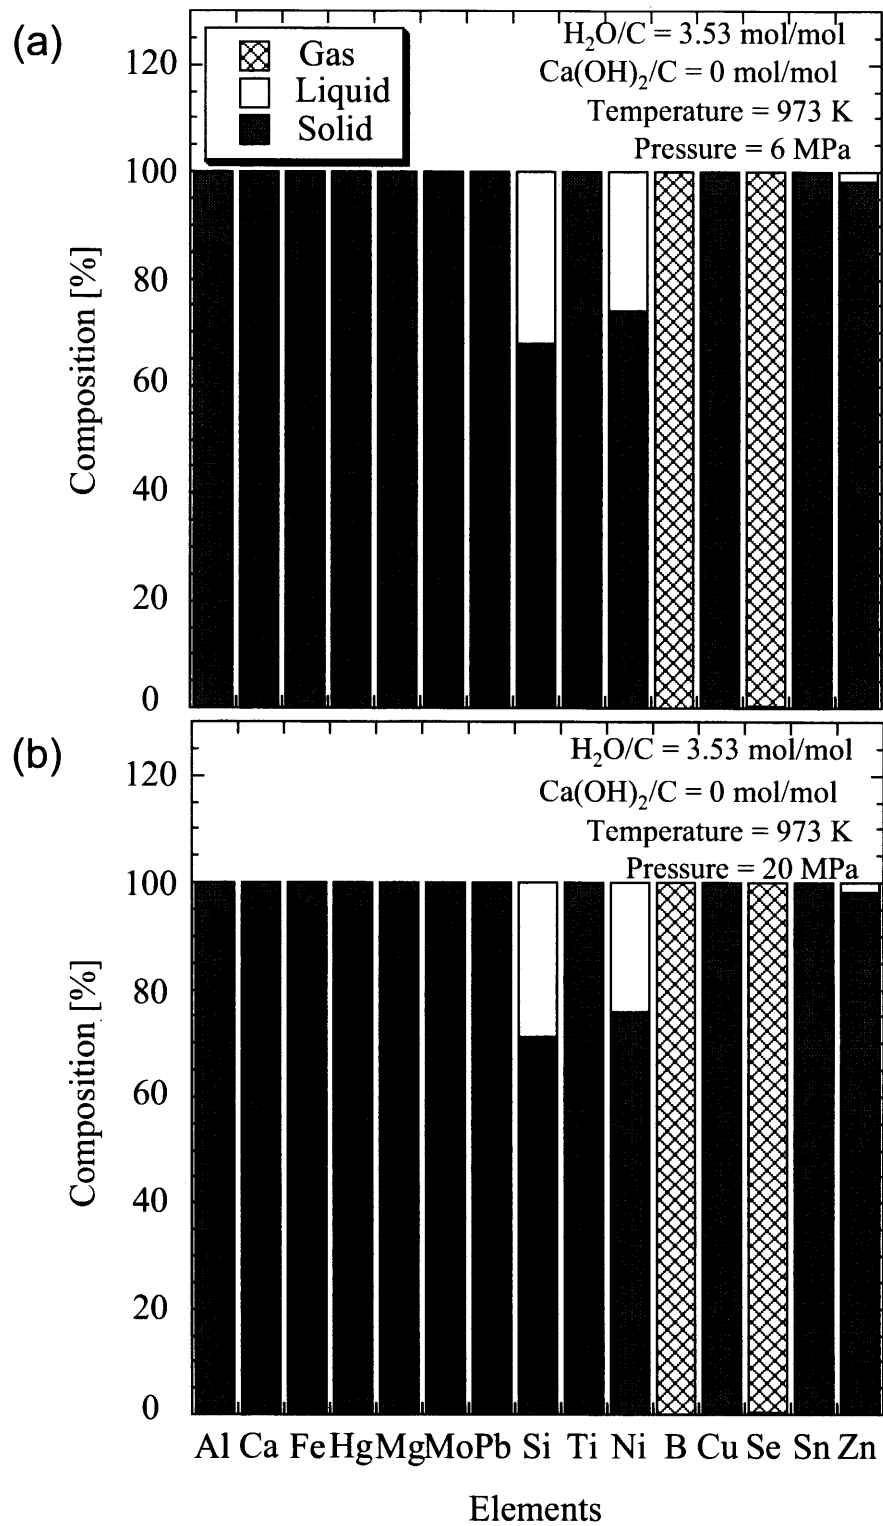 (a)
Gas
Liquid
Solid
H₂O/C = 3.53 mol/mol
Ca(OH)₂/C = 0 mol/mol
Temperature = 973 K
Pressure = 6 MPa
120
100
80
60
40
20
0
Composition [%]
(b)
H₂O/C = 3.53 mol/mol
Ca(OH)₂/C = 0 mol/mol
Temperature = 973 K
Pressure = 20 MPa
120
100
80
60
40
20
0
Composition [%]
Al Ca Fe Hg Mg Mo Pb Si Ti Ni B Cu Se Sn Zn
Elements